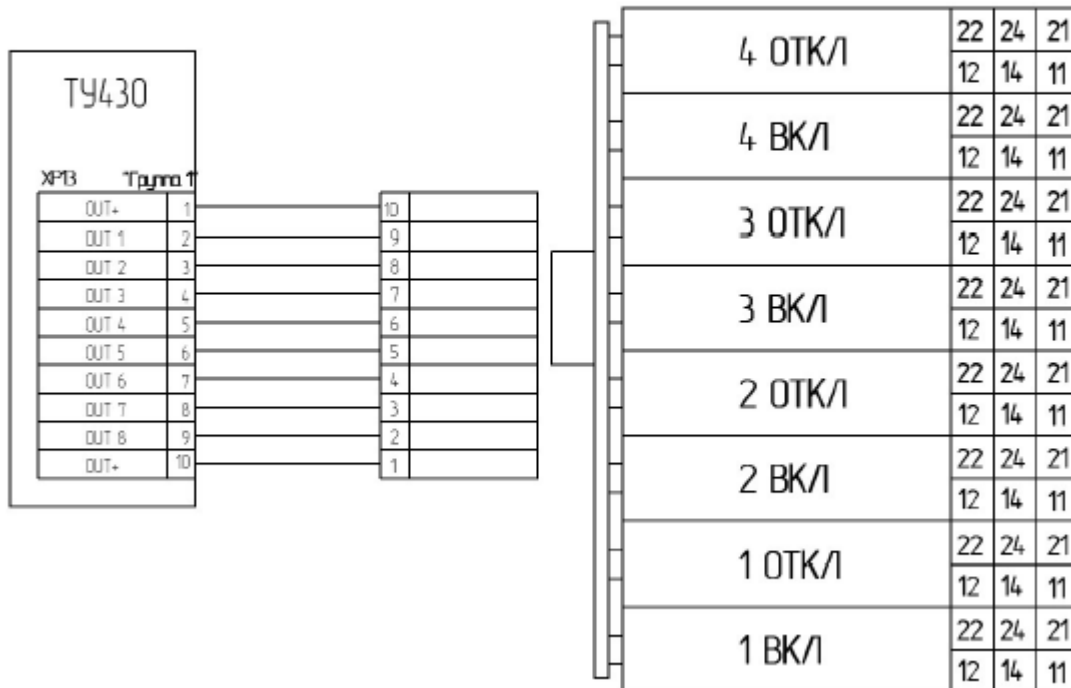 ТУ430
XP13 "Группа 1"
OUT+ 1
OUT 1 2
OUT 2 3
OUT 3 4
OUT 4 5
OUT 5 6
OUT 6 7
OUT 7 8
OUT 8 9
OUT+ 10
10
9
8
7
6
5
4
3
2
1
4 ОТКЛ
22 24 21
12 14 11
4 ВКЛ
22 24 21
12 14 11
3 ОТКЛ
22 24 21
12 14 11
3 ВКЛ
22 24 21
12 14 11
2 ОТКЛ
22 24 21
12 14 11
2 ВКЛ
22 24 21
12 14 11
1 ОТКЛ
22 24 21
12 14 11
1 ВКЛ
22 24 21
12 14 11